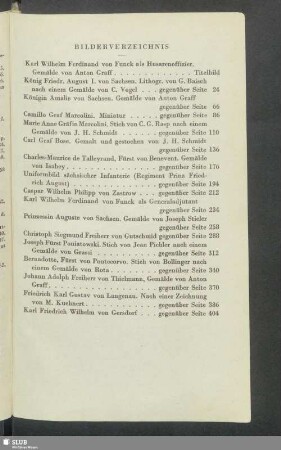 BILDERVERZEICHNIS
Karl Wilhelm Ferdinand von Funck als Husarenoffizier.
Gemälde von Anton Graff . . . . . . . . . . . Titelbild
König Friedr. August I. von Sachsen. Lithogr. von G. Baisch
nach einem Gemälde von C. Vogel . . gegenüber Seite 24
Königin Amalie von Sachsen. Gemälde von Anton Graff
. . . . . . . . . . . . . . . . . gegenüber Seite 66
Camillo Graf Marcolini. Miniatur . . . gegenüber Seite 86
Marie Anne Gräfin Marcolini. Stich von C. G. Rasp nach einem
Gemälde von J. H. Schmidt . . . . gegenüber Seite 110
Carl Graf Bose. Gemalt und gestochen von J. H. Schmidt
. . . . . . . . . . . . . . . . . gegenüber Seite 136
Charles-Maurice de Talleyrand, Fürst von Benevent. Gemälde
von Isabey . . . . . . . . . . . gegenüber Seite 176
Uniformbild sächsischer Infanterie (Regiment Prinz Fried-
rich August) . . . . . . . . . . gegenüber Seite 194
Caspar Wilhelm Philipp von Zastrow . gegenüber Seite 212
Karl Wilhelm Ferdinand von Funck als Generaladjutant
. . . . . . . . . . . . . . . . . gegenüber Seite 236
Prinzessin Auguste von Sachsen. Gemälde von Joseph Stieler
. . . . . . . . . . . . . . . . . gegenüber Seite 258
Christoph Siegmund Freiherr von Gutschmid gegenüber Seite 288
Joseph Fürst Poniatowski. Stich von Jean Pichler nach einem
Gemälde von Grassi . . . . . . . gegenüber Seite 312
Bernadotte, Fürst von Pontecorvo. Stich von Bollinger nach
einem Gemälde von Rota . . . . . gegenüber Seite 340
Johann Adolph Freiherr von Thielmann, Gemälde von Anton
Graff . . . . . . . . . . . . . . gegenüber Seite 370
Friedrich Karl Gustav von Langenau. Nach einer Zeichnung
von M. Kuehnert . . . . . . . . . gegenüber Seite 386
Karl Friedrich Wilhelm von Gersdorf . gegenüber Seite 404
SLUB